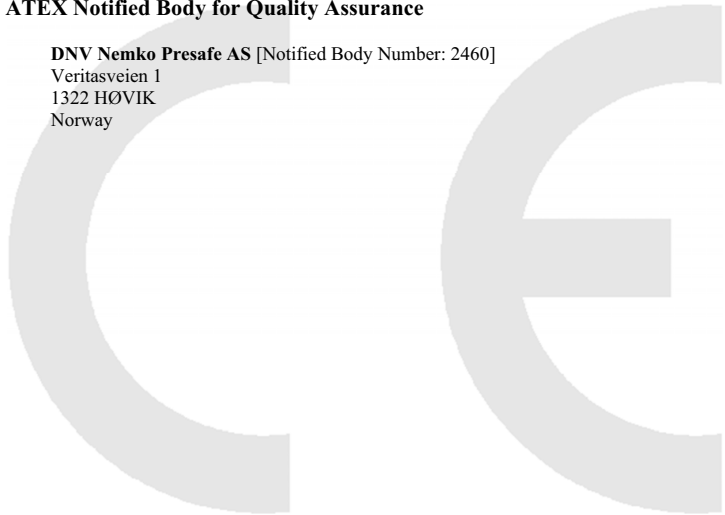 ATEX Notified Body for Quality Assurance
DNV Nemko Presafe AS [Notified Body Number: 2460]
Veritasveien 1
1322 HØVIK
Norway
CE